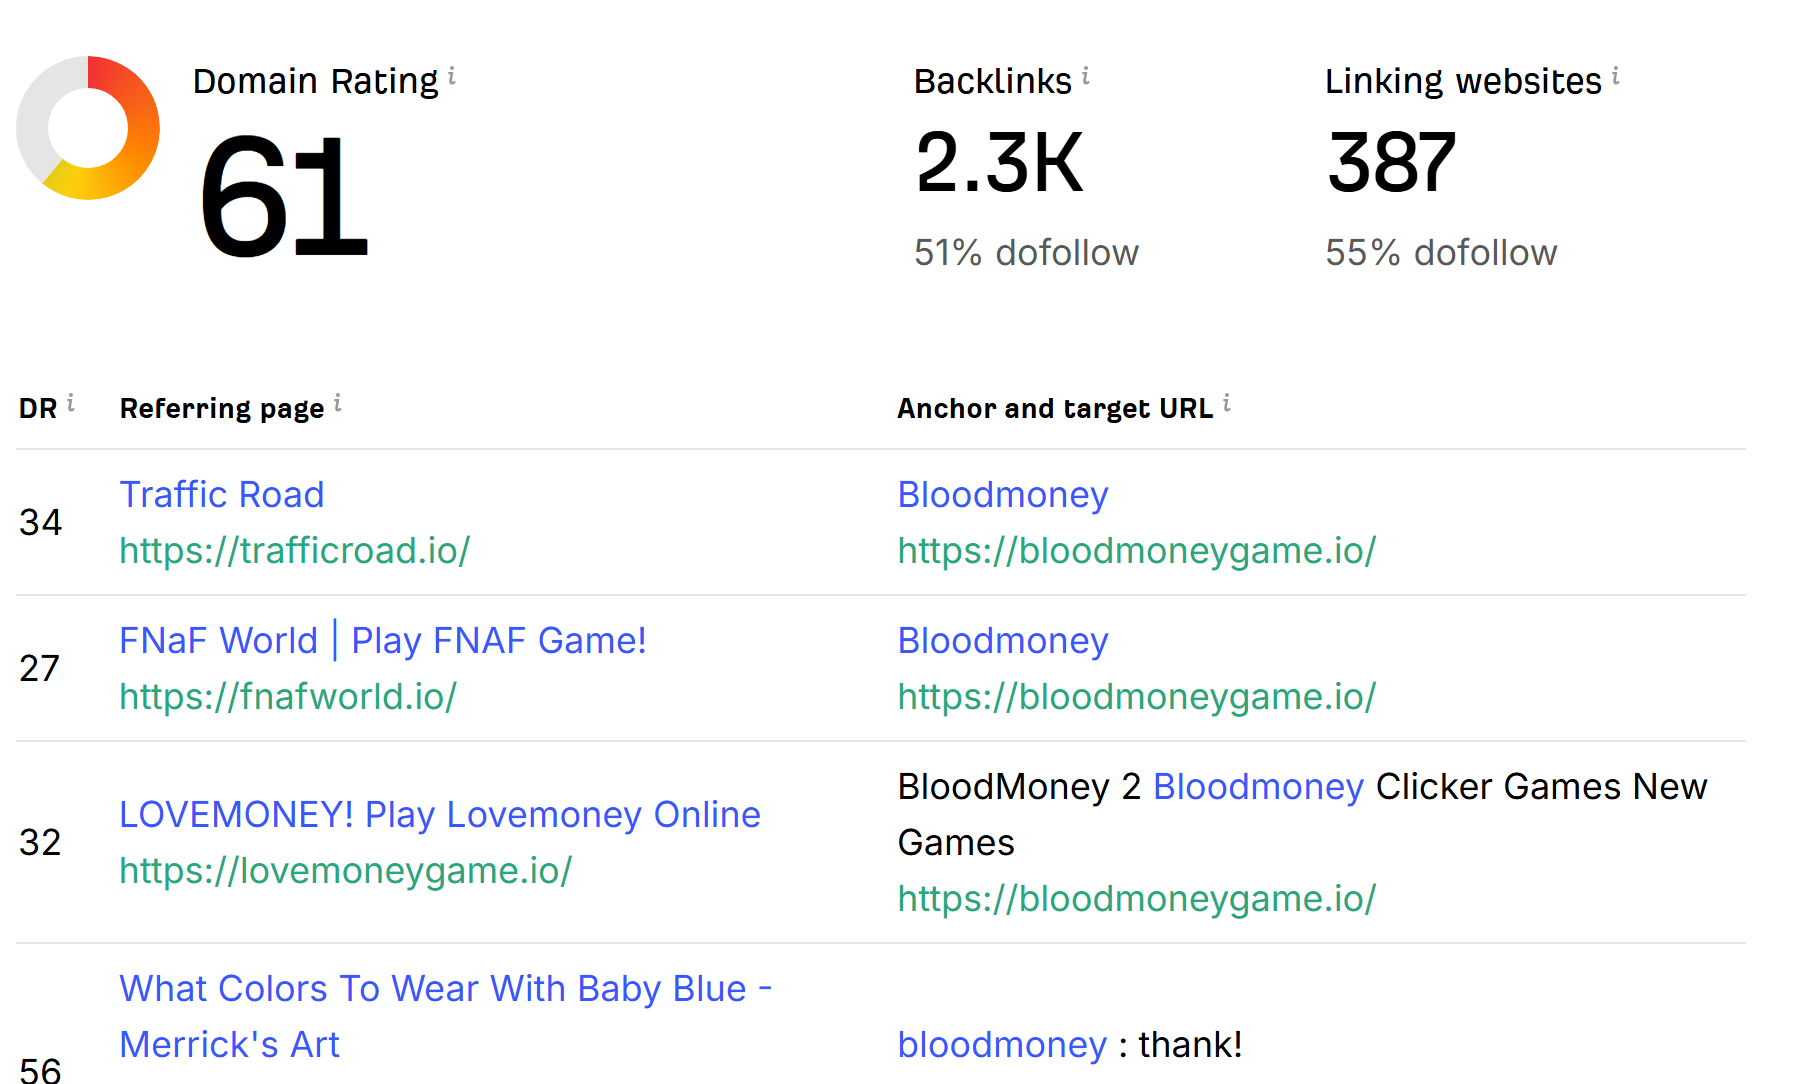 Domain Rating i
61
Backlinks i
2.3K
51% dofollow
Linking websites i
387
55% dofollow
DR i Referring page i Anchor and target URL i
34
Traffic Road
https://trafficroad.io/
Bloodmoney
https://bloodmoneygame.io/
27
FNaF World | Play FNAF Game!
https://fnafworld.io/
Bloodmoney
https://bloodmoneygame.io/
32
LOVEMONEY! Play Lovemoney Online
https://lovemoneygame.io/
BloodMoney 2 Bloodmoney Clicker Games New
Games
https://bloodmoneygame.io/
56
What Colors To Wear With Baby Blue -
Merrick's Art
bloodmoney : thank!